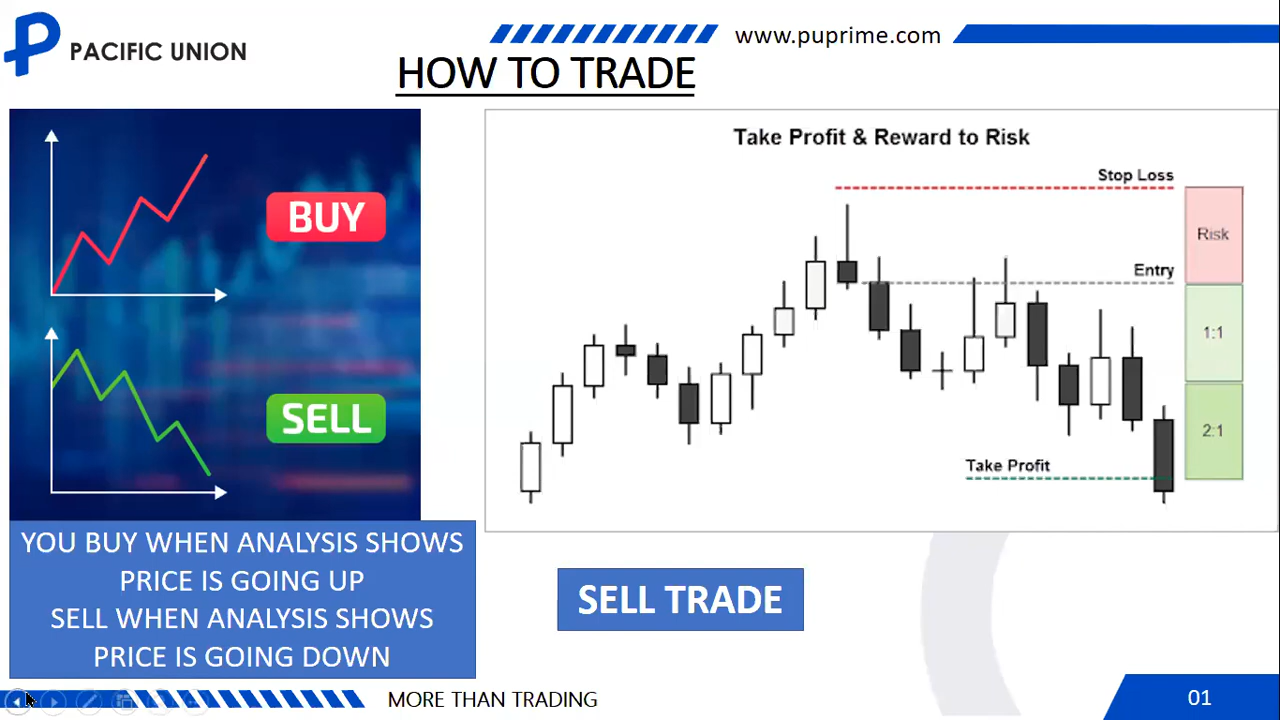 PACIFIC UNION
www.puprime.com
HOW TO TRADE
BUY
SELL
Take Profit & Reward to Risk
Stop Loss
Risk
Entry
1:1
2:1
Take Profit
YOU BUY WHEN ANALYSIS SHOWS
PRICE IS GOING UP
SELL WHEN ANALYSIS SHOWS
PRICE IS GOING DOWN
SELL TRADE
MORE THAN TRADING
01